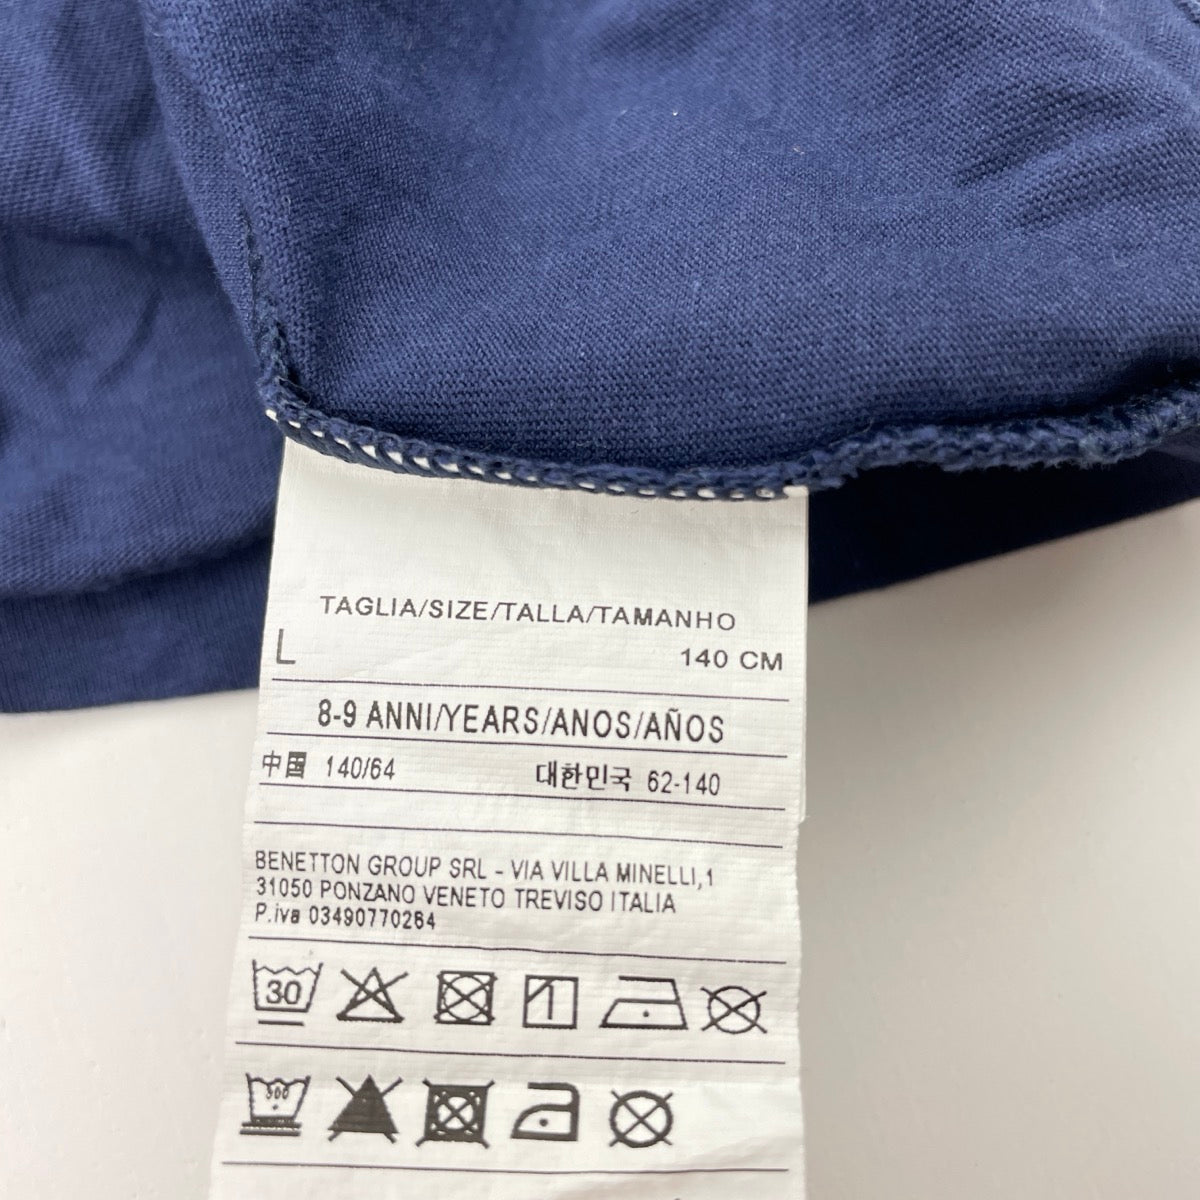 TAGLIA/SIZE/TALLA/TAMANHO
L 140 CM
8-9 ANNI/YEARS/ANOS/AÑOS
中国 140/64 대한민국 62-140
BENETTON GROUP SRL - VIA VILLA MINELLI,1
31050 PONZANO VENETO TREVISO ITALIA
P.iva 03490770264
30